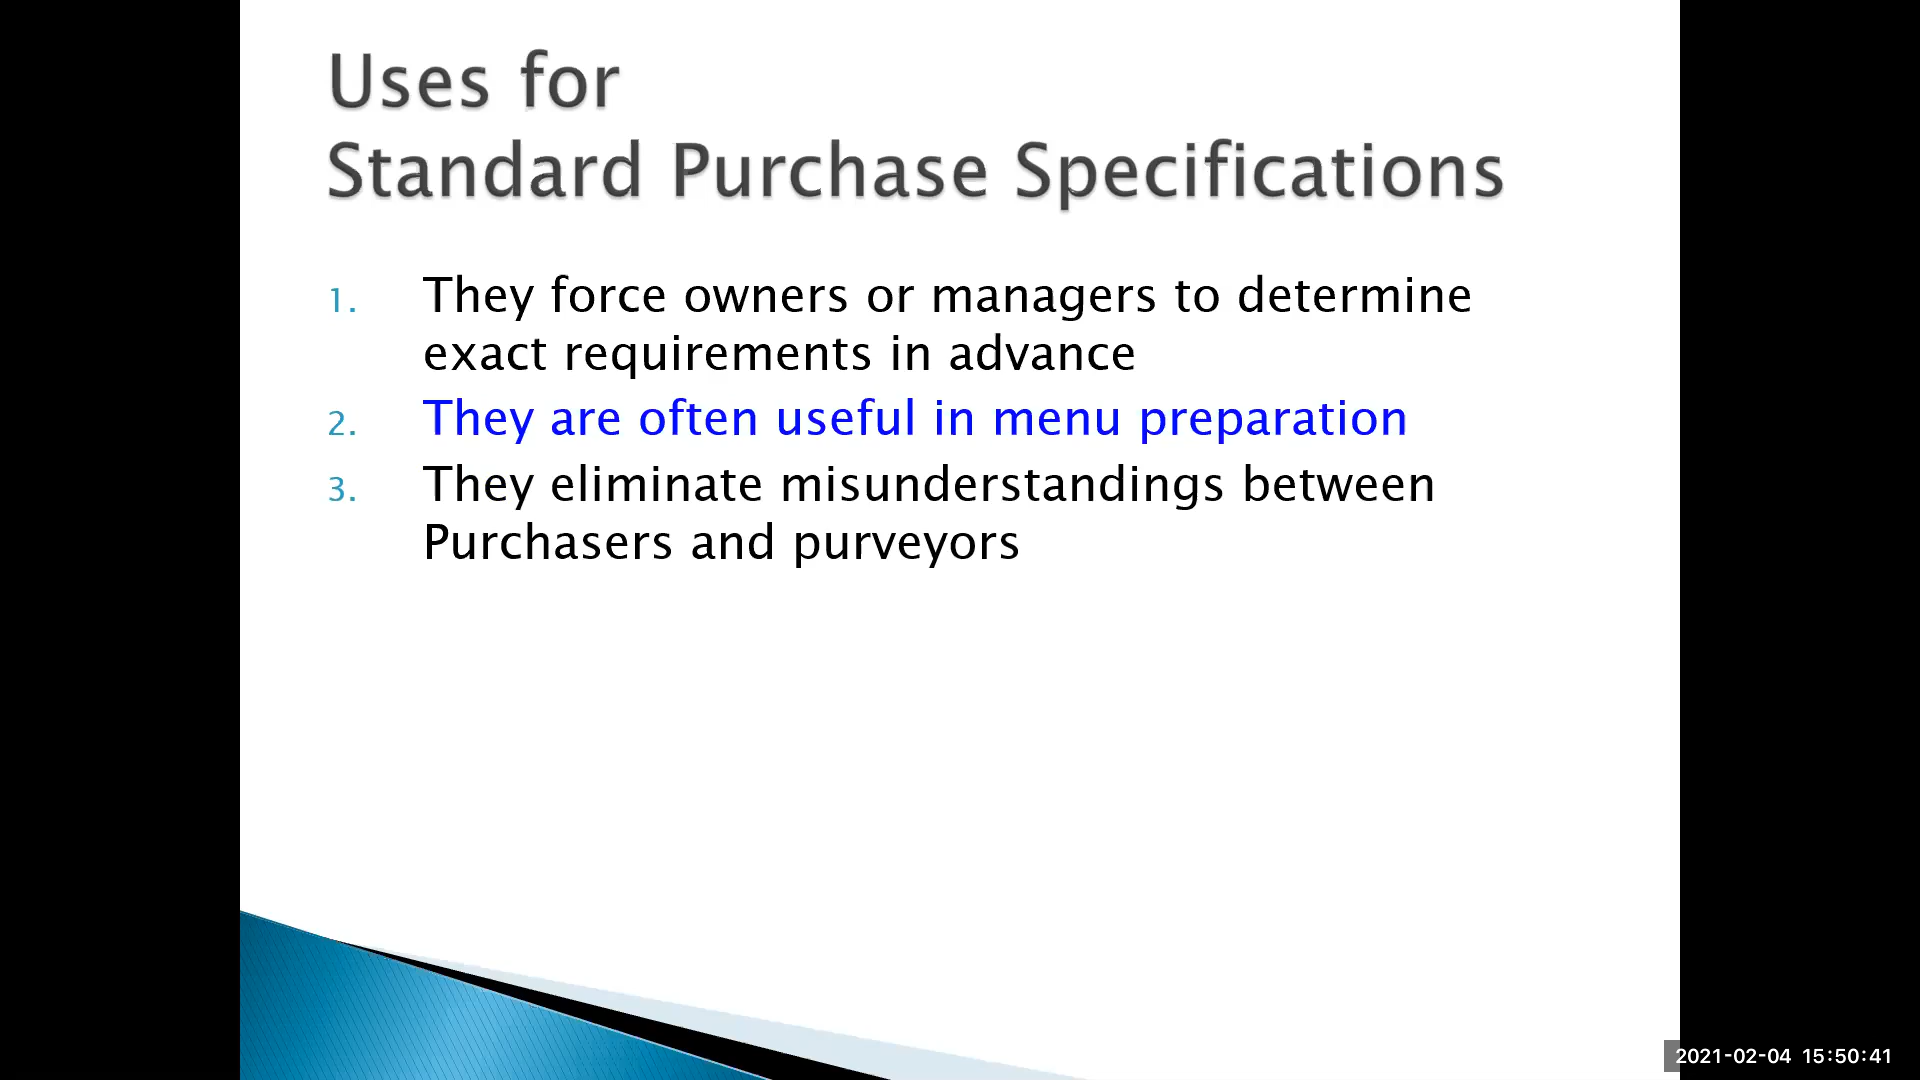 Uses for
Standard Purchase Specifications
1. They force owners or managers to determine
exact requirements in advance
2. They are often useful in menu preparation
3. They eliminate misunderstandings between
Purchasers and purveyors
2021-02-04 15:50:41